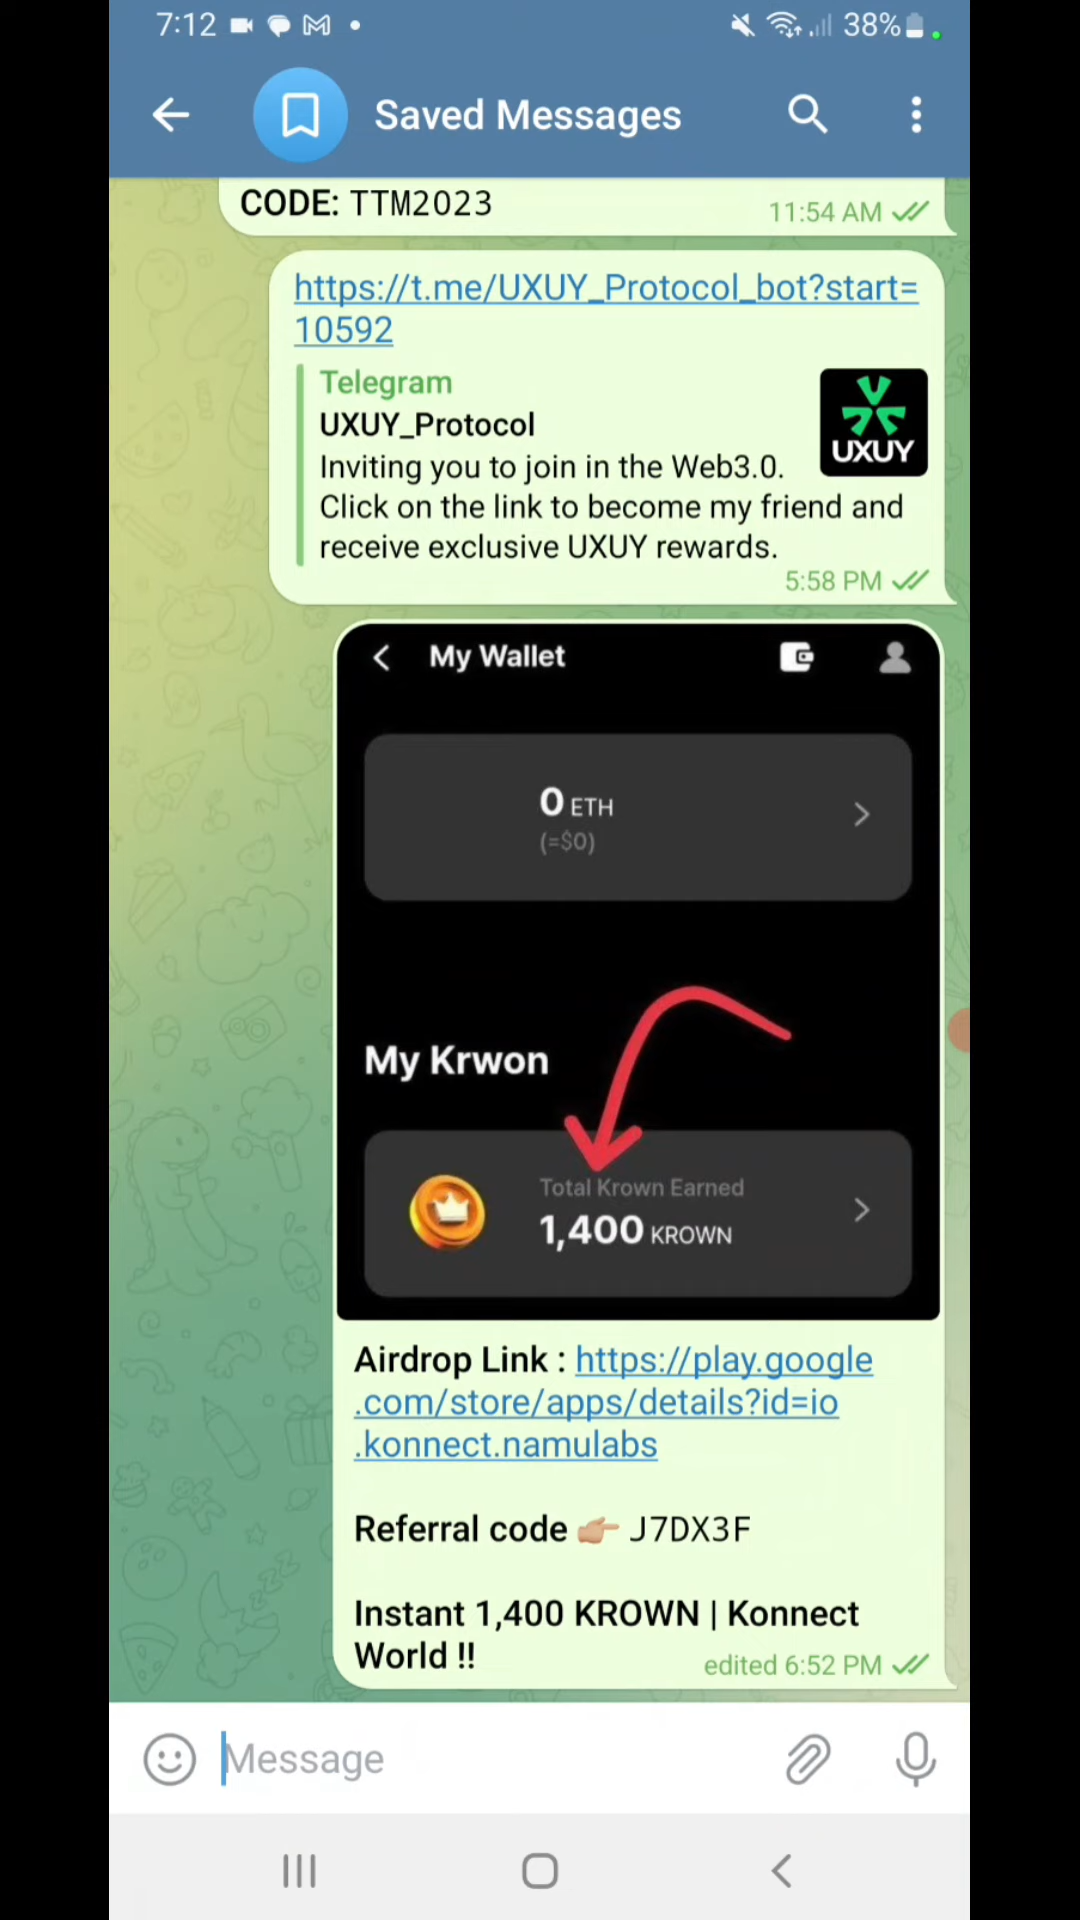 7:12
38%
Saved Messages
CODE: TTM2023
11:54 AM
https://t.me/UXUY_Protocol_bot?start=
10592
Telegram
UXUY_Protocol
Inviting you to join in the Web3.0.
Click on the link to become my friend and
receive exclusive UXUY rewards.
UXUY
5:58 PM
My Wallet
0 ETH
(=$0)
My Krwon
Total Krown Earned
1,400 KROWN
Airdrop Link : https://play.google
.com/store/apps/details?id=io
.konnect.namulabs
Referral code 👉🏼 J7DX3F
Instant 1,400 KROWN | Konnect
World !!
edited 6:52 PM
Message